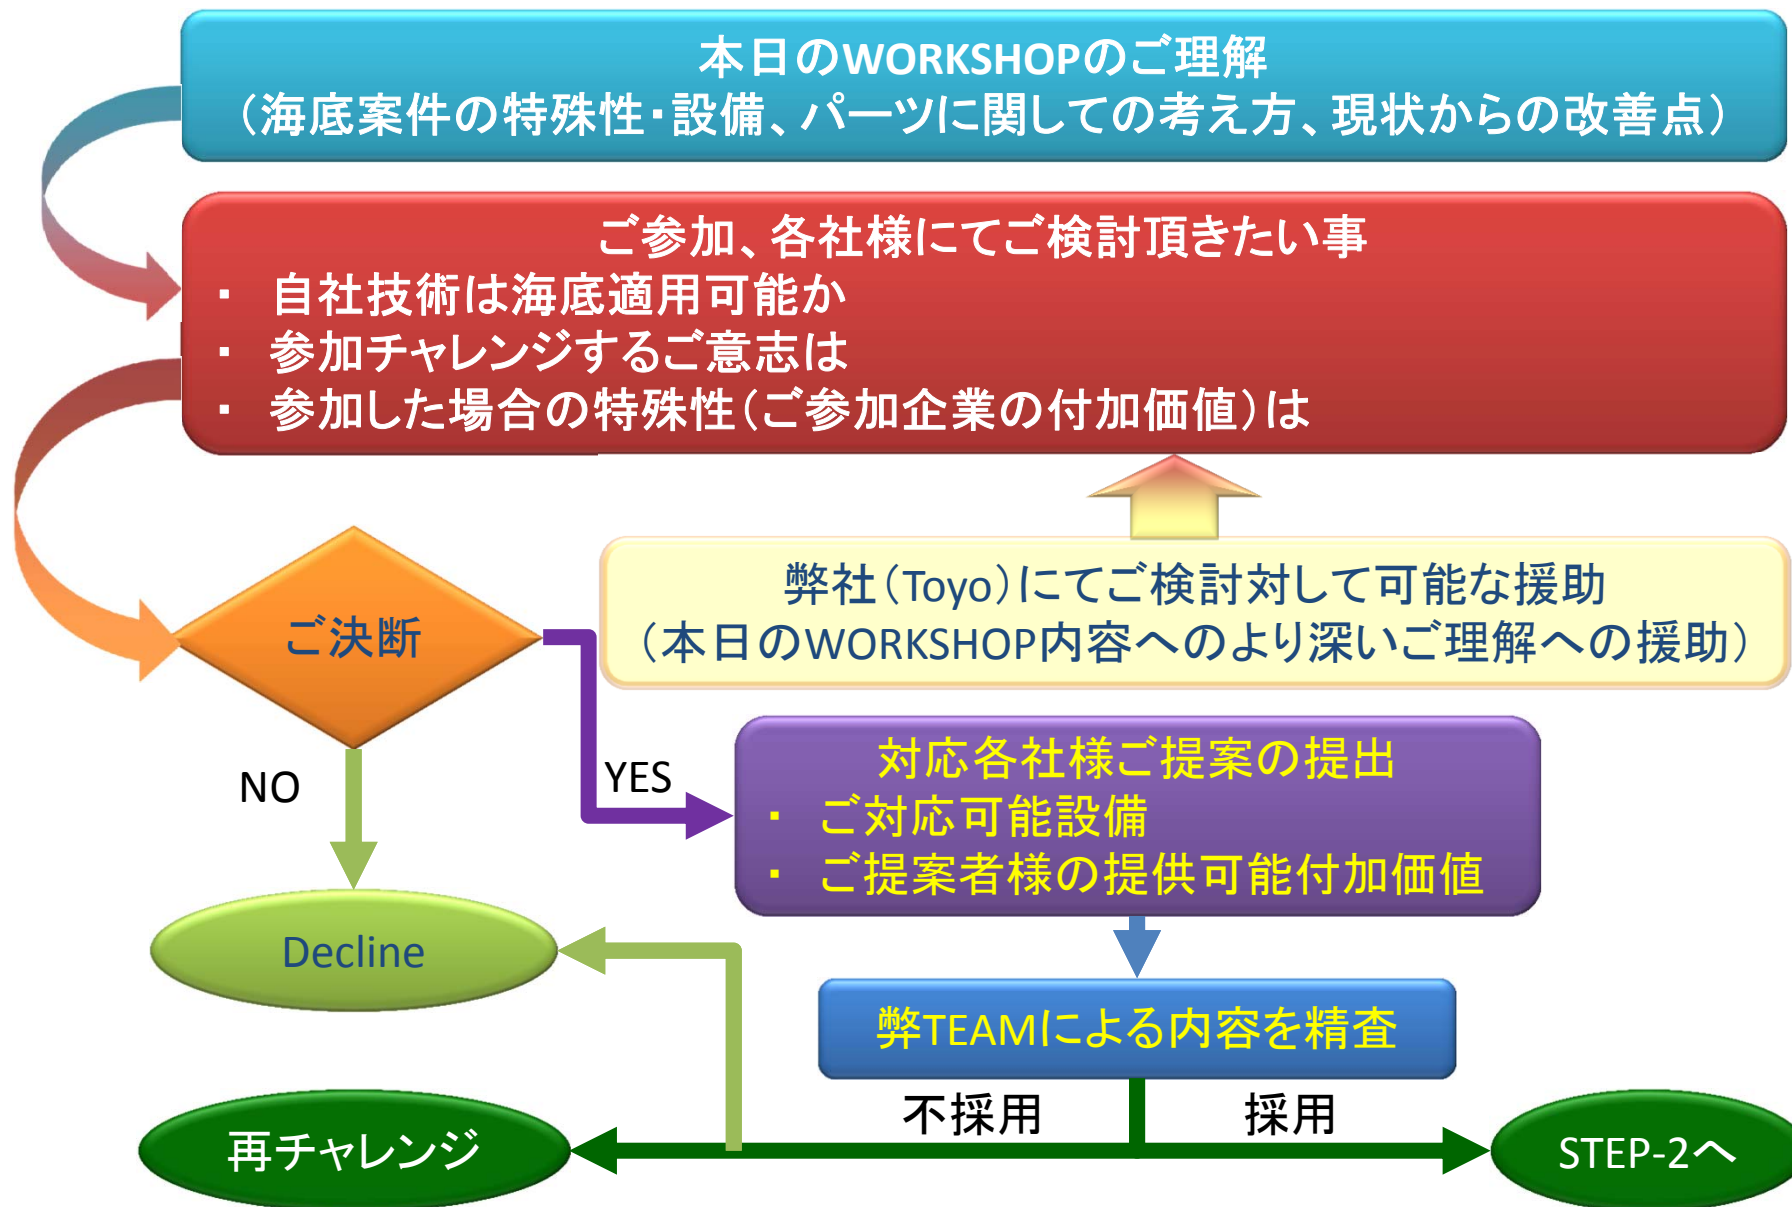 本日のWORKSHOPのご理解
（海底案件の特殊性・設備、パーツに関しての考え方、現状からの改善点）
ご参加、各社様にてご検討頂きたい事
・ 自社技術は海底適用可能か
・ 参加チャレンジするご意志は
・ 参加した場合の特殊性（ご参加企業の付加価値）は
弊社（Toyo）にてご検討対して可能な援助
（本日のWORKSHOP内容へのより深いご理解への援助）
ご決断
NO
YES
対応各社様ご提案の提出
・ ご対応可能設備
・ ご提案者様の提供可能付加価値
Decline
弊TEAMによる内容を精査
不採用
採用
再チャレンジ
STEP-2へ